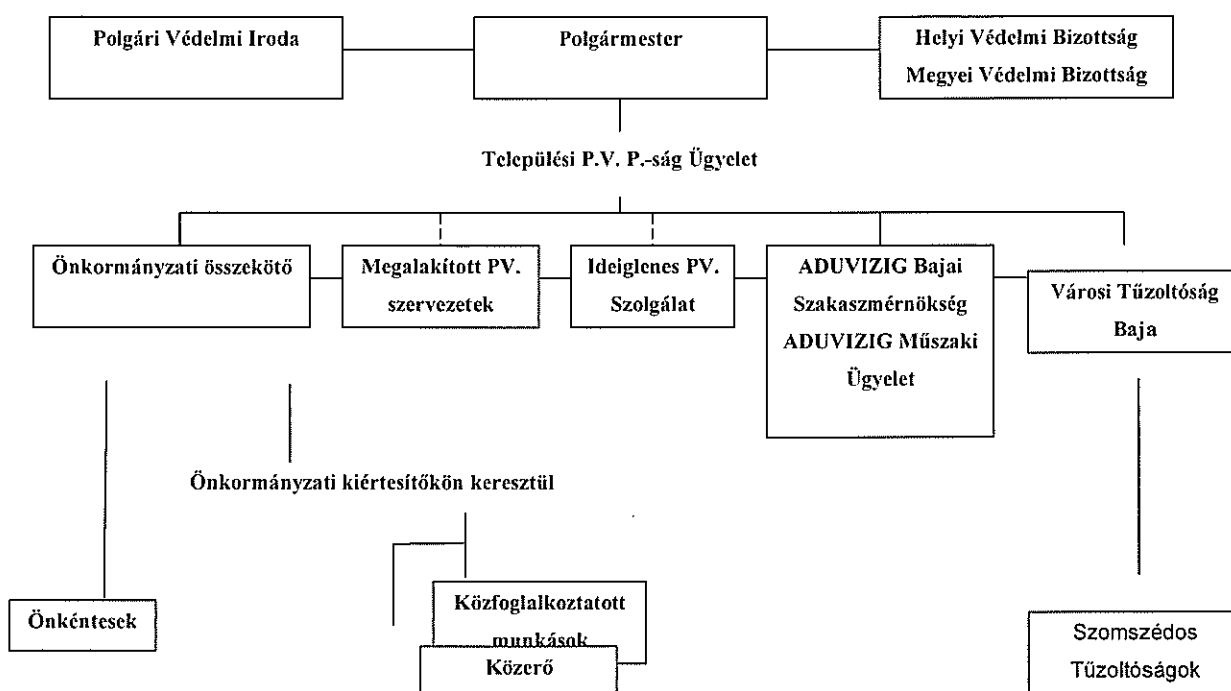 Polgári Védelmi Iroda
Polgármester
Helyi Védelmi Bizottság
Megyei Védelmi Bizottság
Települési P.V. P.-ság Ügyelet
Önkormányzati összekötő
Megalakított PV.
szervezetek
Ideiglenes PV.
Szolgálat
ADUVIZIG Bajai
Szakaszmérnökség
ADUVIZIG Műszaki
Ügyelet
Városi Tűzoltóság
Baja
Önkormányzati kiértesítőkön keresztül
Önkéntesek
Közfoglalkoztatott
munkások
Közerő
Szomszédos
Tűzoltóságok